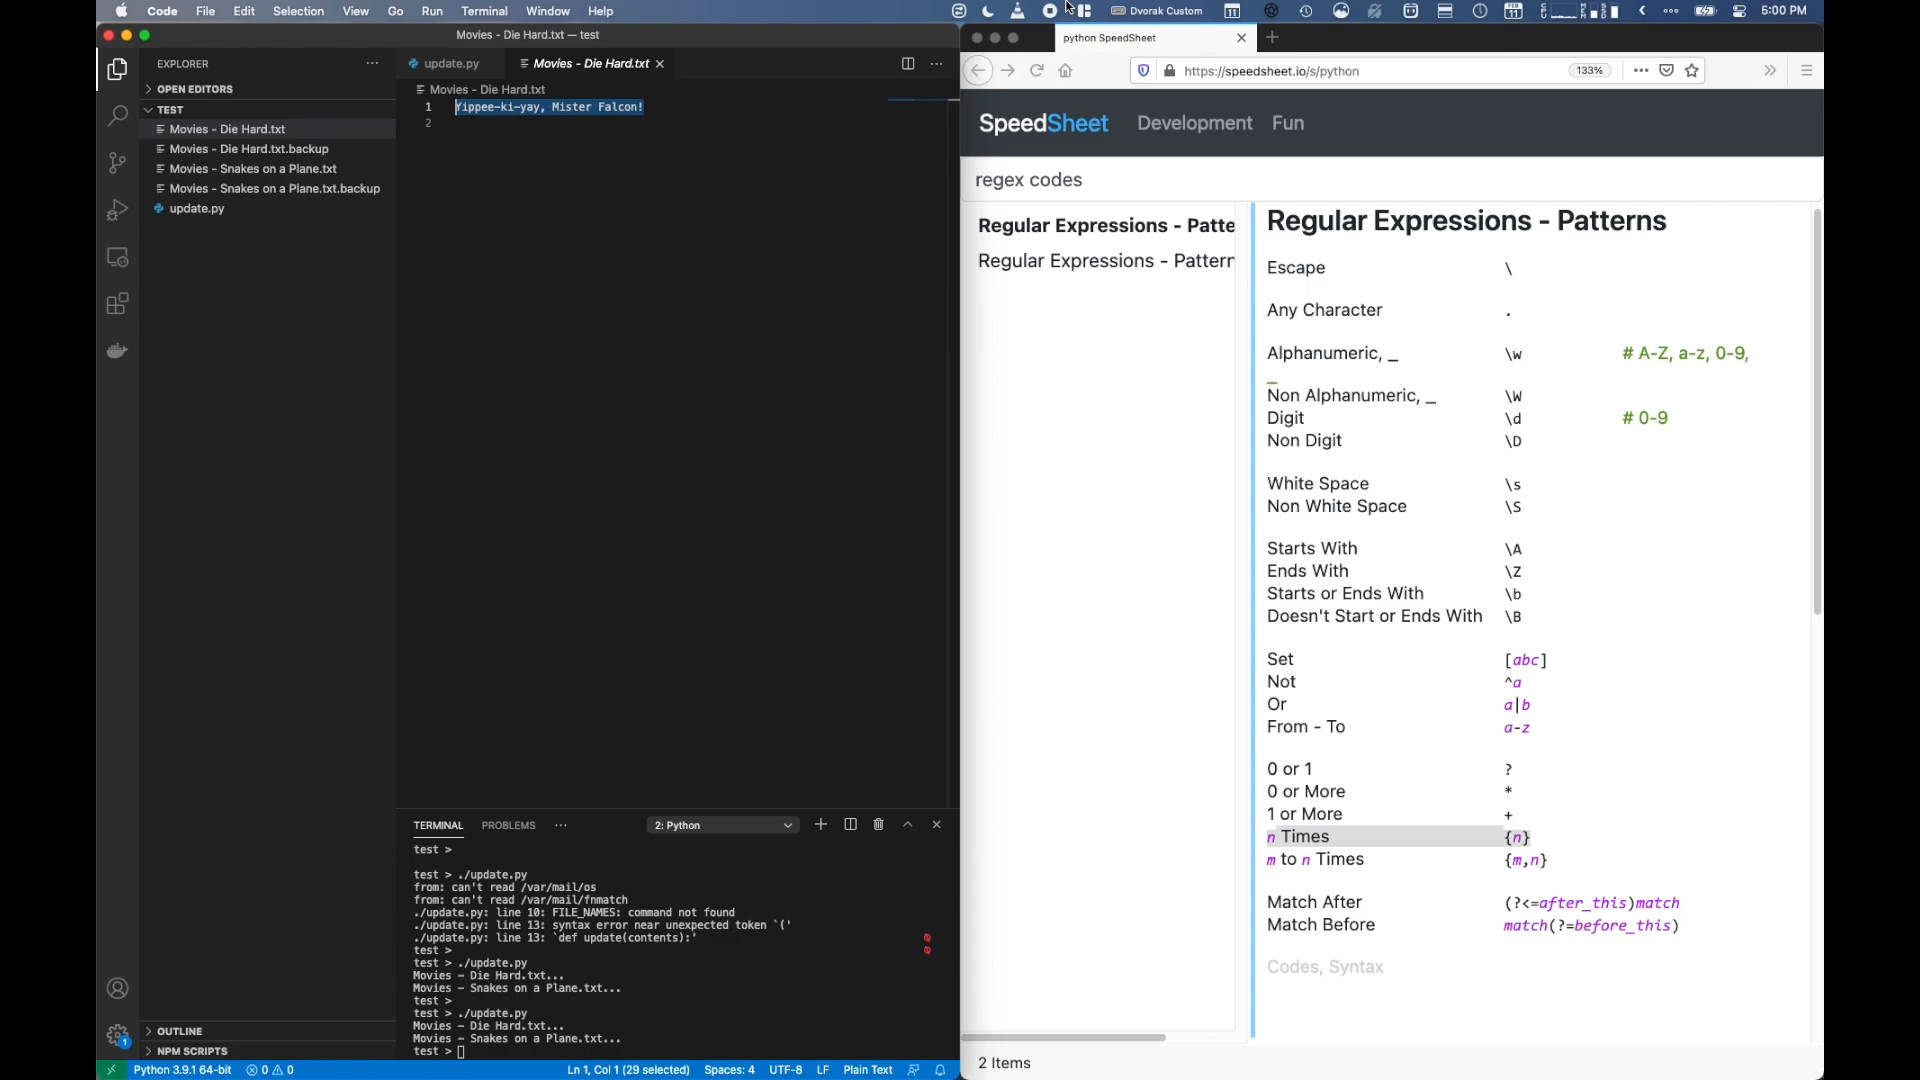 Code File Edit Selection View Go Run Terminal Window Help
Dvorak Custom 5:00 PM
Movies - Die Hard.txt — test
EXPLORER
OPEN EDITORS
TEST
Movies - Die Hard.txt
Movies - Die Hard.txt.backup
Movies - Snakes on a Plane.txt
Movies - Snakes on a Plane.txt.backup
update.py
OUTLINE
NPM SCRIPTS
update.py Movies - Die Hard.txt
Movies - Die Hard.txt
1 Yippee-ki-yay, Mister Falcon!
2
TERMINAL PROBLEMS 2: Python
test >
test > ./update.py
from: can't read /var/mail/os
from: can't read /var/mail/fnmatch
./update.py: line 10: FILE_NAMES: command not found
./update.py: line 13: syntax error near unexpected token `('
./update.py: line 13: `def update(contents):'
test >
test > ./update.py
Movies - Die Hard.txt...
Movies - Snakes on a Plane.txt...
test >
test > ./update.py
Movies - Die Hard.txt...
Movies - Snakes on a Plane.txt...
test >
1
Python 3.9.1 64-bit 0 0 Ln 1, Col 1 (29 selected) Spaces: 4 UTF-8 LF Plain Text
python SpeedSheet
https://speedsheet.io/s/python 133%
SpeedSheet Development Fun
regex codes
Regular Expressions - Patte
Regular Expressions - Pattern
Regular Expressions - Patterns
Escape \
Any Character .
Alphanumeric, _ \w # A-Z, a-z, 0-9,
_
Non Alphanumeric, _ \W
Digit \d # 0-9
Non Digit \D
White Space \s
Non White Space \S
Starts With \A
Ends With \Z
Starts or Ends With \b
Doesn't Start or Ends With \B
Set [abc]
Not ^a
Or a|b
From - To a-z
0 or 1 ?
0 or More *
1 or More +
n Times {n}
m to n Times {m,n}
Match After (?<=after_this)match
Match Before match(?=before_this)
Codes, Syntax
2 Items